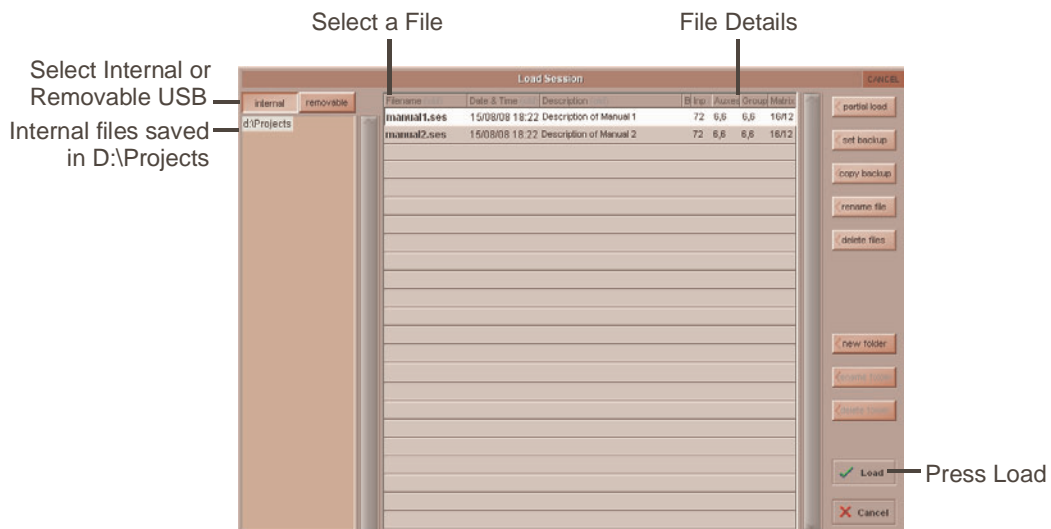 Select a File
File Details
Select Internal or
Removable USB
Internal files saved
in D:\Projects
Load Session
CANCEL
internal
removable
d:\Projects
Filename
Date & Time
Description
B
Inp
Auxes
Group
Matrix
manual1.ses 15/08/08 18:22 Description of Manual 1 72 6,6 6,6 16/12
manual2.ses 15/08/08 18:22 Description of Manual 2 72 6,6 6,6 16/12
partial load
set backup
copy backup
rename file
delete files
new folder
rename folder
delete folder
Load
Press Load
Cancel